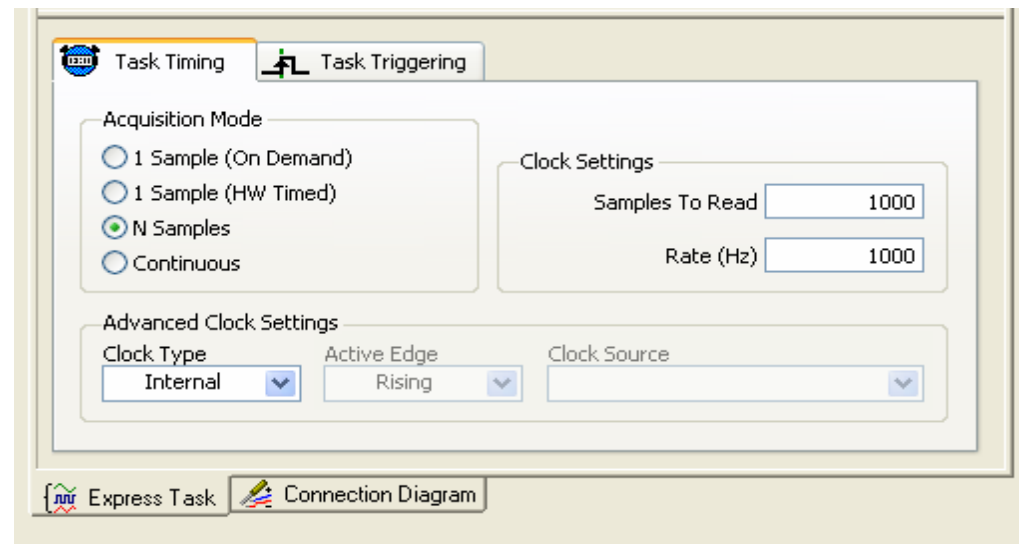 Task Timing
Task Triggering
Acquisition Mode
1 Sample (On Demand)
1 Sample (HW Timed)
N Samples
Continuous
Clock Settings
Samples To Read 1000
Rate (Hz) 1000
Advanced Clock Settings
Clock Type Active Edge Clock Source
Internal Rising
Express Task Connection Diagram